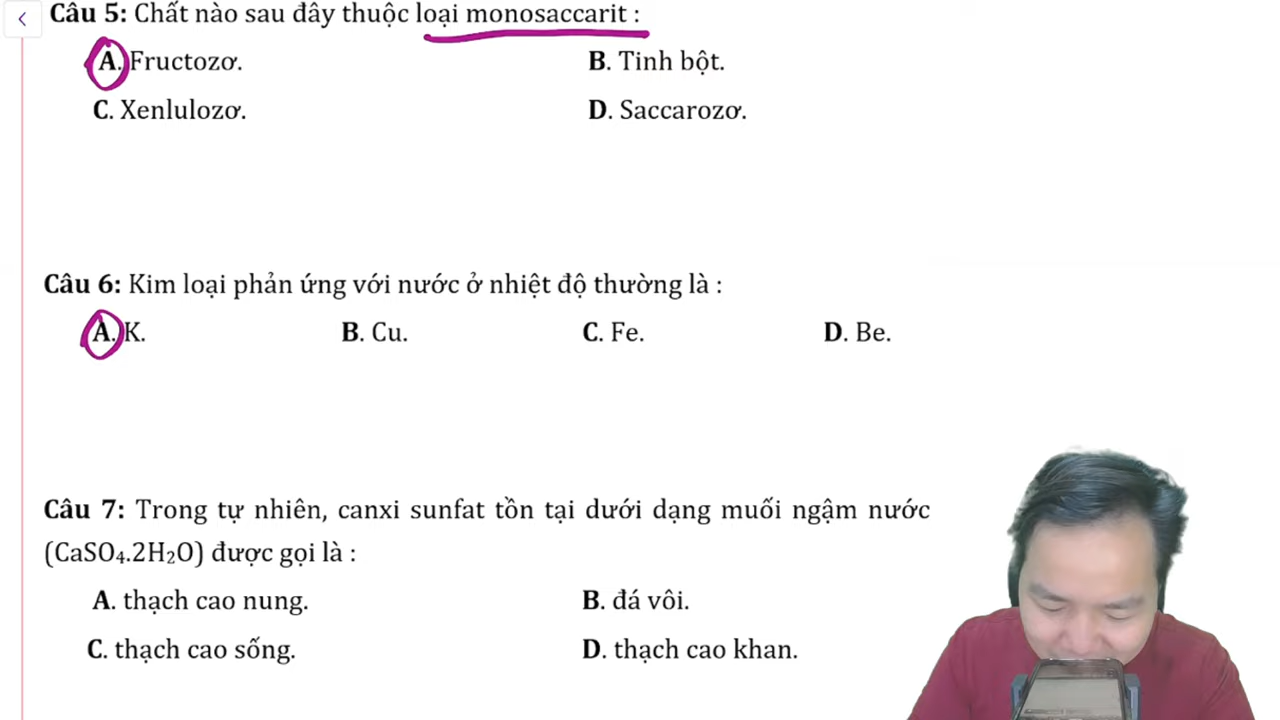 Câu 5: Chất nào sau đây thuộc loại monosaccarit :
A. Fructozơ. B. Tinh bột.
C. Xenlulozơ. D. Saccarozơ.
Câu 6: Kim loại phản ứng với nước ở nhiệt độ thường là :
A. K. B. Cu. C. Fe. D. Be.
Câu 7: Trong tự nhiên, canxi sunfat tồn tại dưới dạng muối ngậm nước
(CaSO₄.2H₂O) được gọi là :
A. thạch cao nung. B. đá vôi.
C. thạch cao sống. D. thạch cao khan.